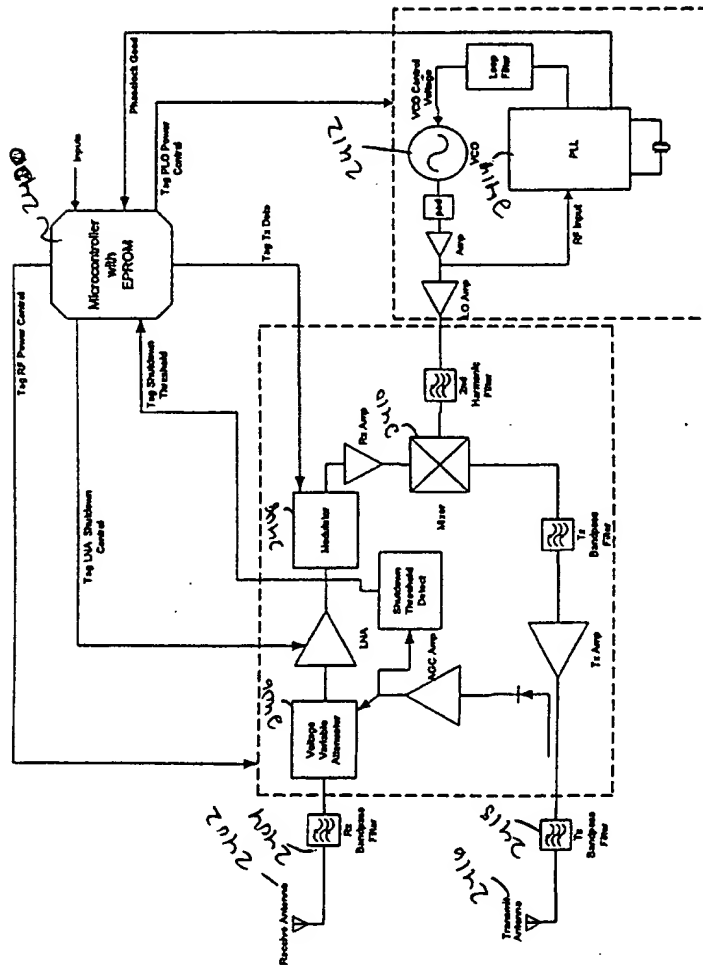 Tag RF Power Control
Microcontroller
with
EPROM
Inputs
Phaselock Good
Tag PLO Power
Control
Tag LNA Shutdown
Control
Tag Shutdown
Threshold
Tag Tx Data
Receive Antenna
2402
2404
Rx
Bandpass
Filter
2406
Voltage
Variable
Attenuator
LNA
2408
Modulator
Rx Amp
Shutdown
Threshold
Detect
AGC Amp
2410
Mixer
2nd
Harmonic
Filter
LO Amp
Amp
pad
2412
VCO
VCO Control
Voltage
Loop
Filter
2414
PLL
RF Input
Transmit
Antenna
2416
2418
Tx
Bandpass
Filter
Tx Amp
Tx
Bandpass
Filter